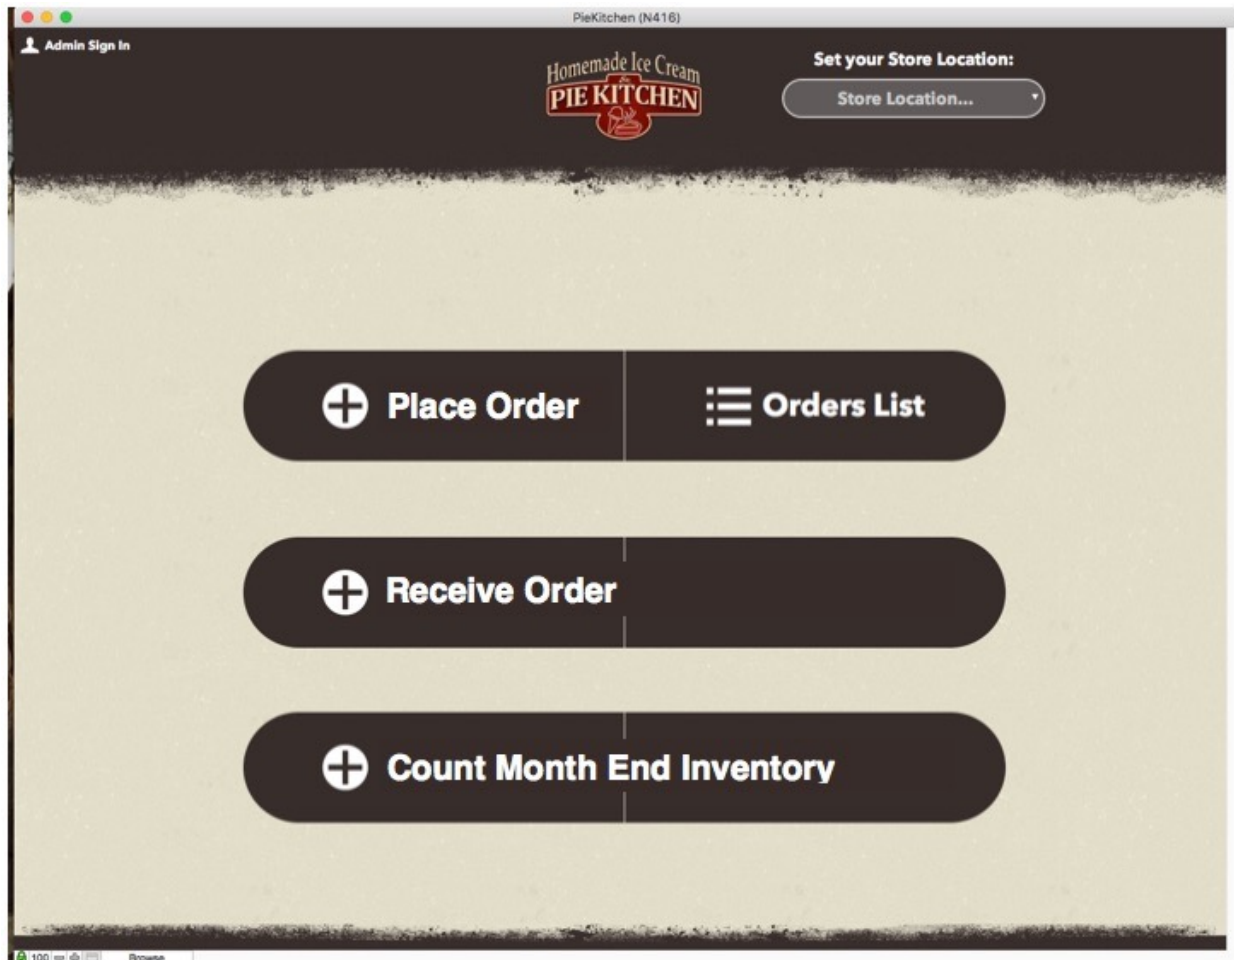 PieKitchen (N416)
Admin Sign In
Homemade Ice Cream
the
PIE KITCHEN
Set your Store Location:
Store Location...
Place Order
Orders List
Receive Order
Count Month End Inventory
100
Browse